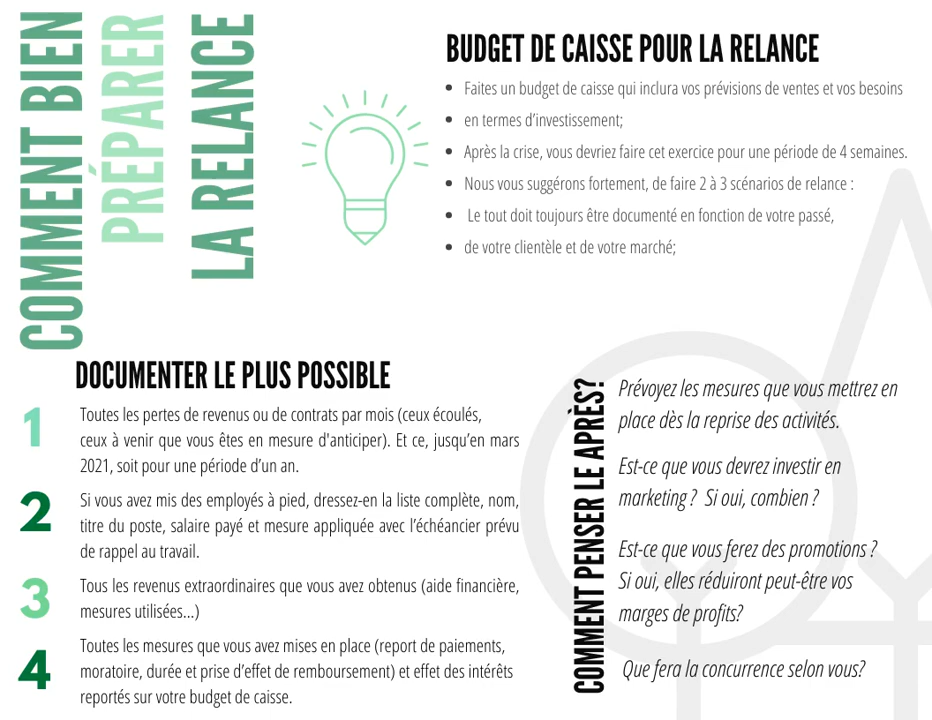 COMMENT BIEN
PRÉPARER
LA RELANCE
BUDGET DE CAISSE POUR LA RELANCE
• Faites un budget de caisse qui inclura vos prévisions de ventes et vos besoins
• en termes d’investissement;
• Après la crise, vous devriez faire cet exercice pour une période de 4 semaines.
• Nous vous suggérons fortement, de faire 2 à 3 scénarios de relance :
• Le tout doit toujours être documenté en fonction de votre passé,
• de votre clientèle et de votre marché;
DOCUMENTER LE PLUS POSSIBLE
1 Toutes les pertes de revenus ou de contrats par mois (ceux écoulés,
ceux à venir que vous êtes en mesure d'anticiper). Et ce, jusqu’en mars
2021, soit pour une période d’un an.
2 Si vous avez mis des employés à pied, dressez-en la liste complète, nom,
titre du poste, salaire payé et mesure appliquée avec l’échéancier prévu
de rappel au travail.
3 Tous les revenus extraordinaires que vous avez obtenus (aide financière,
mesures utilisées...)
4 Toutes les mesures que vous avez mises en place (report de paiements,
moratoire, durée et prise d’effet de remboursement) et effet des intérêts
reportés sur votre budget de caisse.
COMMENT PENSER LE APRÈS?
Prévoyez les mesures que vous mettrez en
place dès la reprise des activités.
Est-ce que vous devrez investir en
marketing ? Si oui, combien ?
Est-ce que vous ferez des promotions ?
Si oui, elles réduiront peut-être vos
marges de profits?
Que fera la concurrence selon vous?